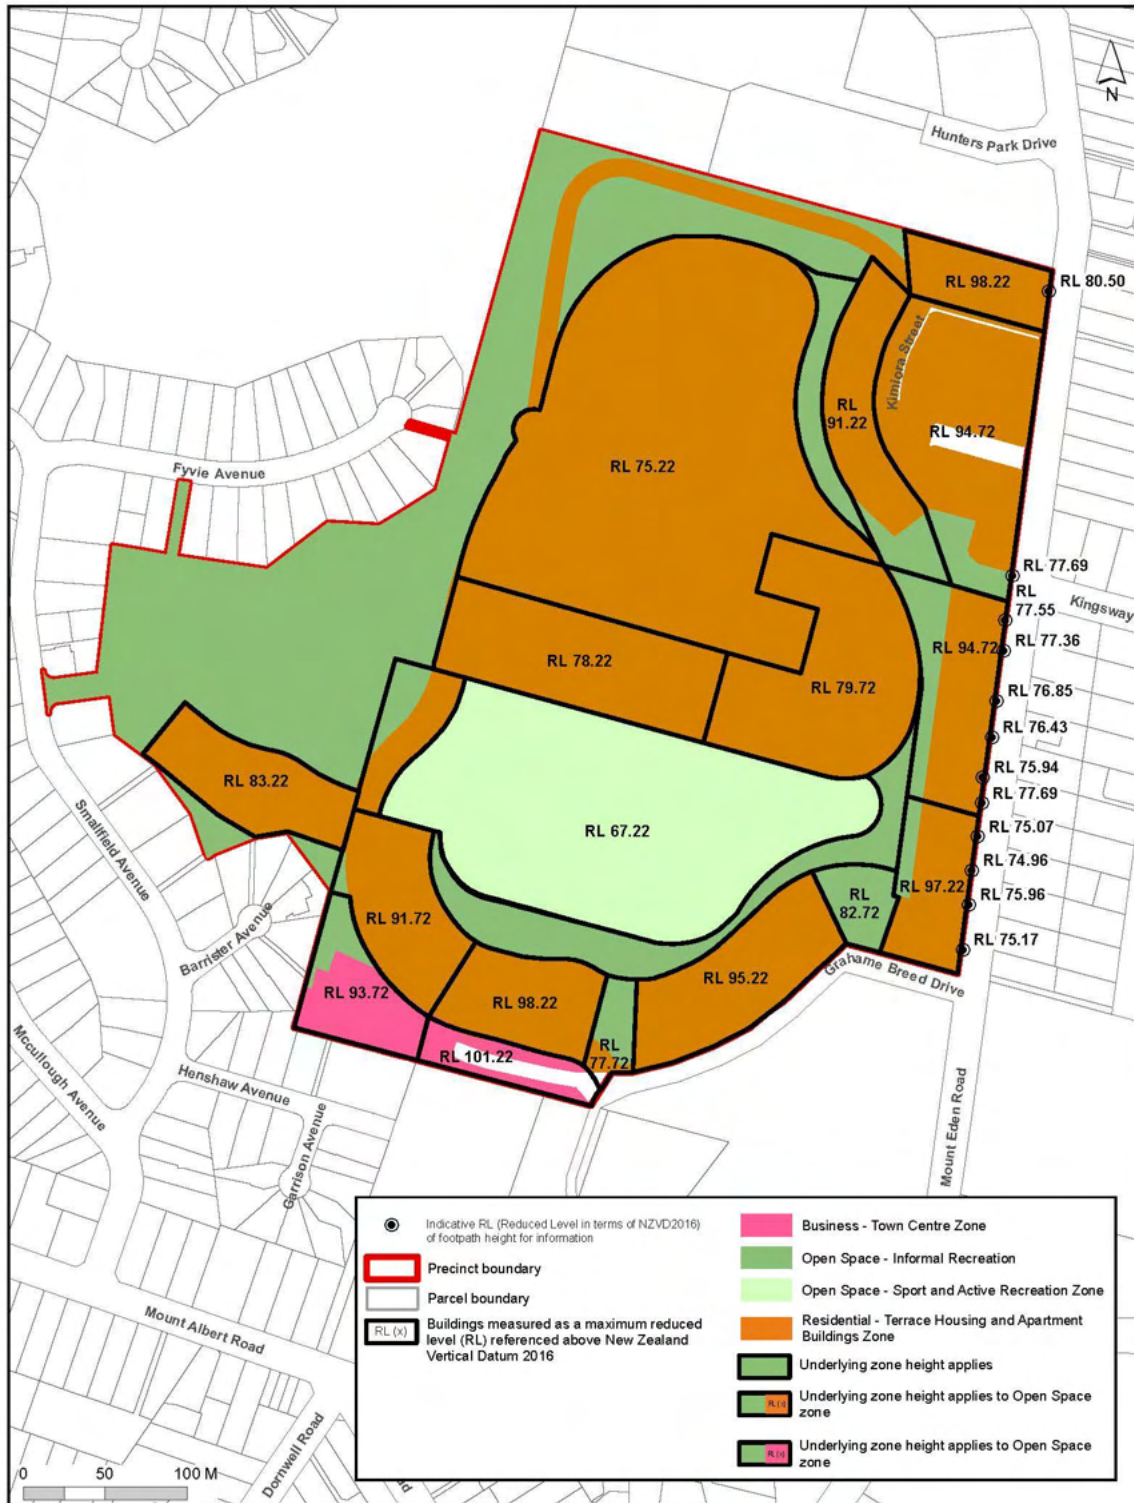 N
Hunters Park Drive
RL 98.22
RL 80.50
Kimiora Street
RL
91.22
RL 94.72
Fyvie Avenue
RL 75.22
RL 77.69
RL
77.55
Kingsway
RL 94.72
RL 77.36
RL 78.22
RL 79.72
RL 76.85
RL 76.43
RL 83.22
RL 75.94
RL 77.69
RL 67.22
RL 75.07
Smallfield Avenue
RL 74.96
RL 97.22
RL
82.72
RL 75.96
RL 91.72
Barrister Avenue
RL 75.17
Grahame Breed Drive
RL 95.22
RL 93.72
RL 98.22
RL
77.72
RL 101.22
Mccullough Avenue
Henshaw Avenue
Garrison Avenue
Mount Eden Road
Mount Albert Road
Dornwall Road
ad
0 50 100 M
Indicative RL (Reduced Level in terms of NZVD2016)
of footpath height for information
Precinct boundary
Parcel boundary
RL (x)
Buildings measured as a maximum reduced
level (RL) referenced above New Zealand
Vertical Datum 2016
Business - Town Centre Zone
Open Space - Informal Recreation
Open Space - Sport and Active Recreation Zone
Residential - Terrace Housing and Apartment
Buildings Zone
Underlying zone height applies
RL (x)
Underlying zone height applies to Open Space
zone
RL (x)
Underlying zone height applies to Open Space
zone